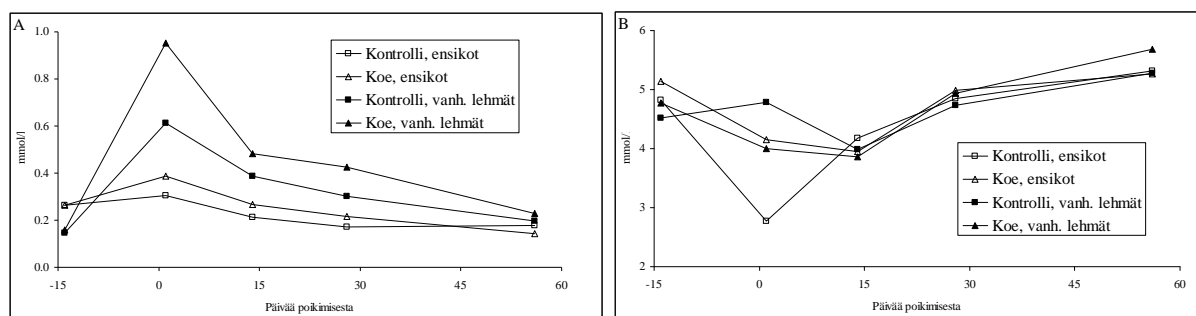 A
1.0
0.8
0.6
0.4
0.2
0.0
mmol/l
-15 0 15 30 45 60
Päivää poikimisesta
Kontrolli, ensikot
Koe, ensikot
Kontrolli, vanh. lehmät
Koe, vanh. lehmät
B
6
5
4
3
2
mmol/
-15 0 15 30 45 60
Päivää poikimisesta
Kontrolli, ensikot
Koe, ensikot
Kontrolli, vanh. lehmät
Koe, vanh. lehmät